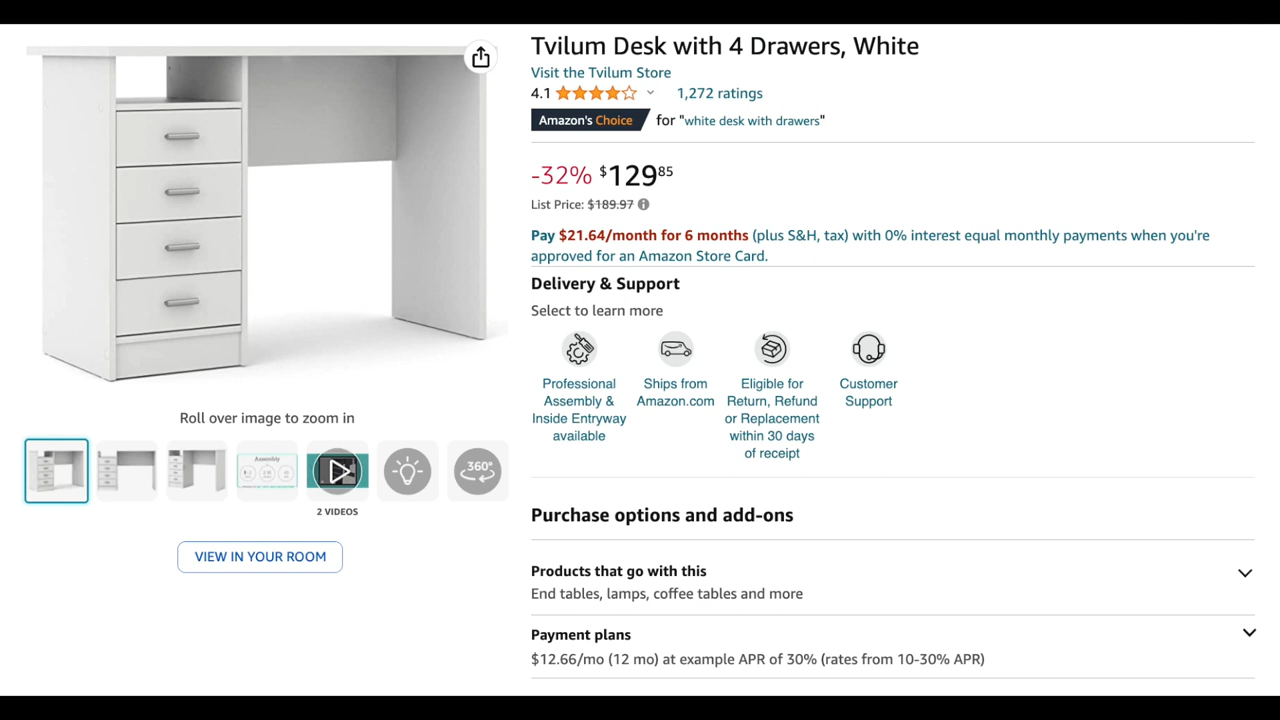 Tvilum Desk with 4 Drawers, White
Visit the Tvilum Store
4.1
1,272 ratings
Amazon's Choice for "white desk with drawers"
-32% $129 85
List Price: $189.97
Pay $21.64/month for 6 months (plus S&H, tax) with 0% interest equal monthly payments when you're
approved for an Amazon Store Card.
Delivery & Support
Select to learn more
Professional
Assembly &
Inside Entryway
available
Ships from
Amazon.com
Eligible for
Return, Refund
or Replacement
within 30 days
of receipt
Customer
Support
Roll over image to zoom in
Assembly
360°
2 VIDEOS
VIEW IN YOUR ROOM
Purchase options and add-ons
Products that go with this
End tables, lamps, coffee tables and more
Payment plans
$12.66/mo (12 mo) at example APR of 30% (rates from 10-30% APR)